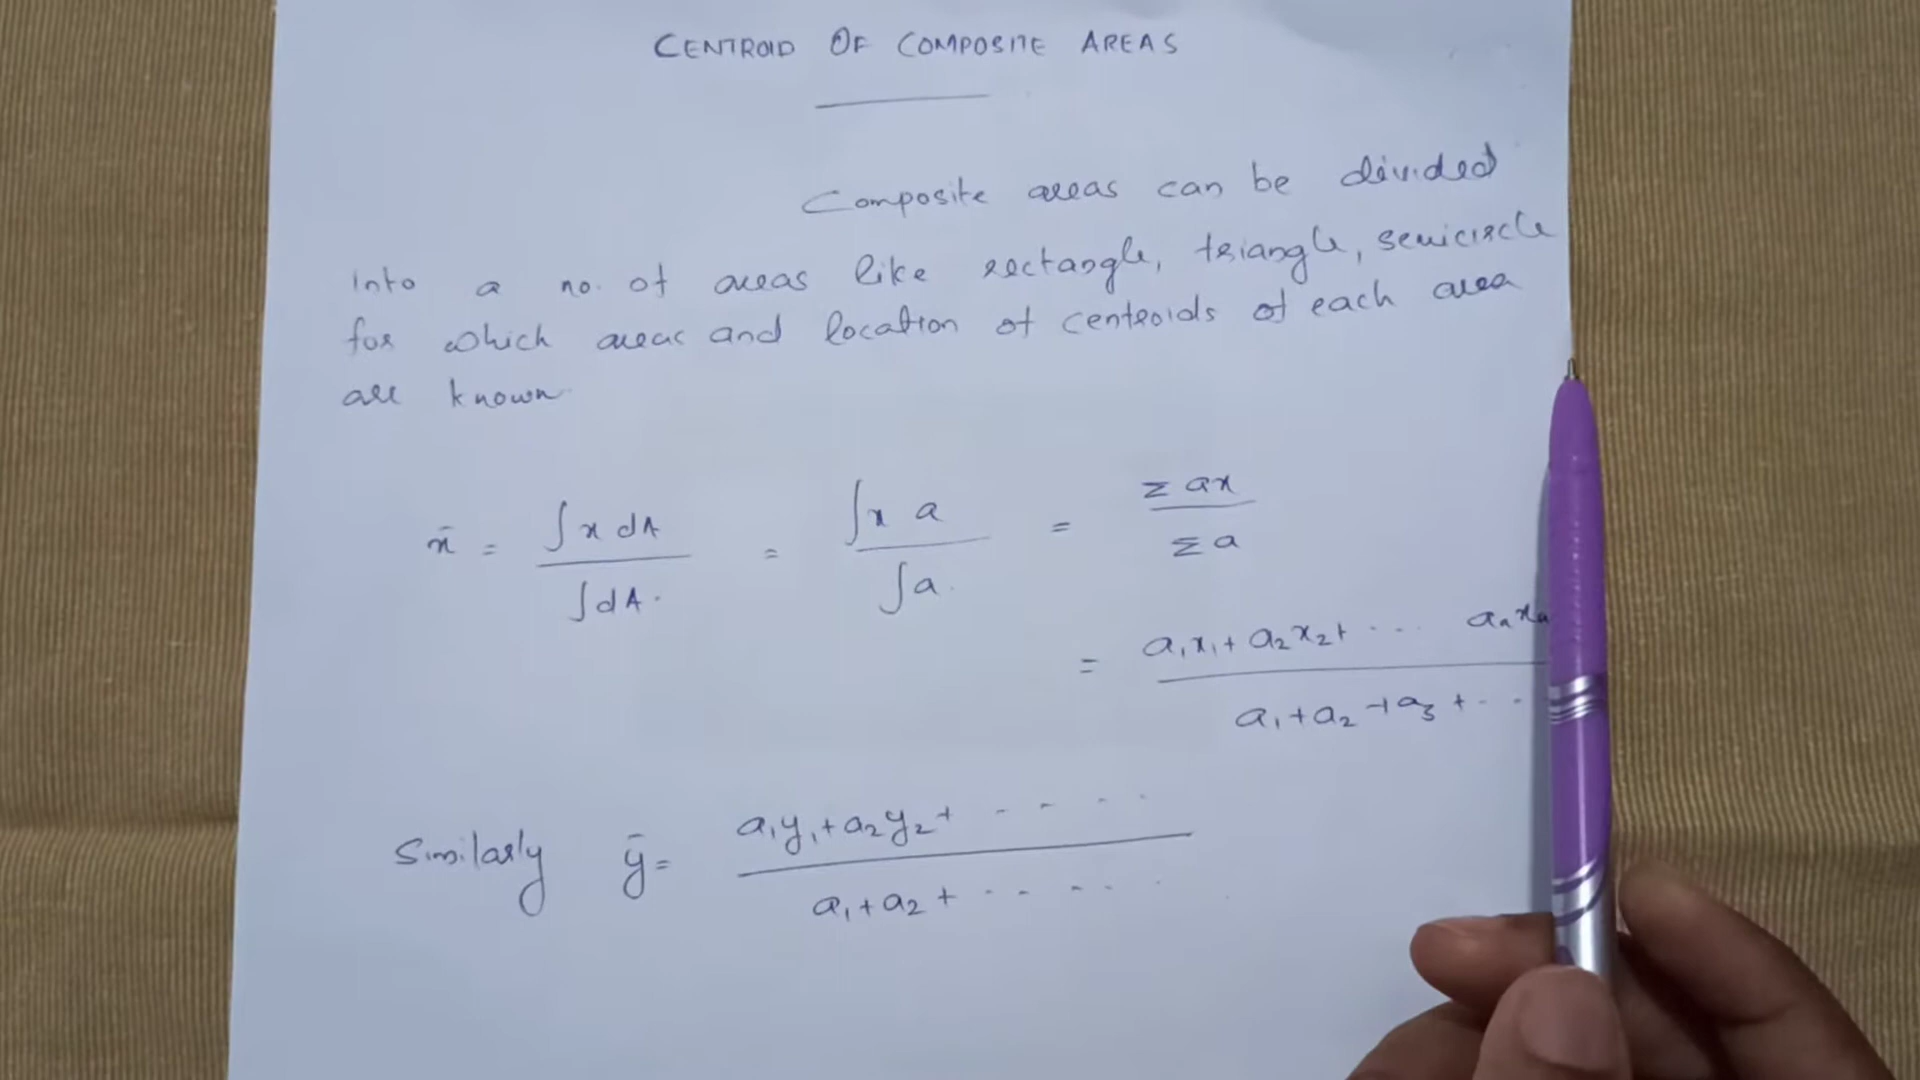 CENTROID OF COMPOSITE AREAS
Composite areas can be divided
into a no. of areas like rectangle, triangle, semicircle
for which areas and location of centroids of each area
are known.
x̄ = ∫x dA / ∫dA. = ∫x a / ∫a. = Σ ax / Σ a
= a₁x₁ + a₂x₂ + ... aₙxₙ / a₁ + a₂ + a₃ + ...
Similarly ȳ = a₁y₁ + a₂y₂ + - - - - / a₁ + a₂ + - - - - -